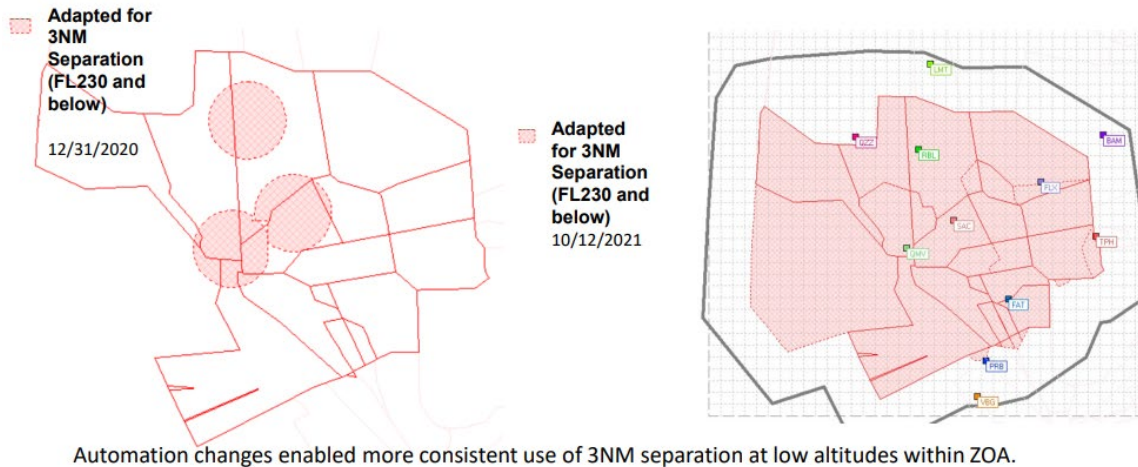 Adapted for
3NM
Separation
(FL230 and
below)
12/31/2020
Adapted
for 3NM
Separation
(FL230 and
below)
10/12/2021
LMT
BAM
RBL
FLX
SAC
TPH
OMV
FAT
PRB
VBG
Automation changes enabled more consistent use of 3NM separation at low altitudes within ZOA.